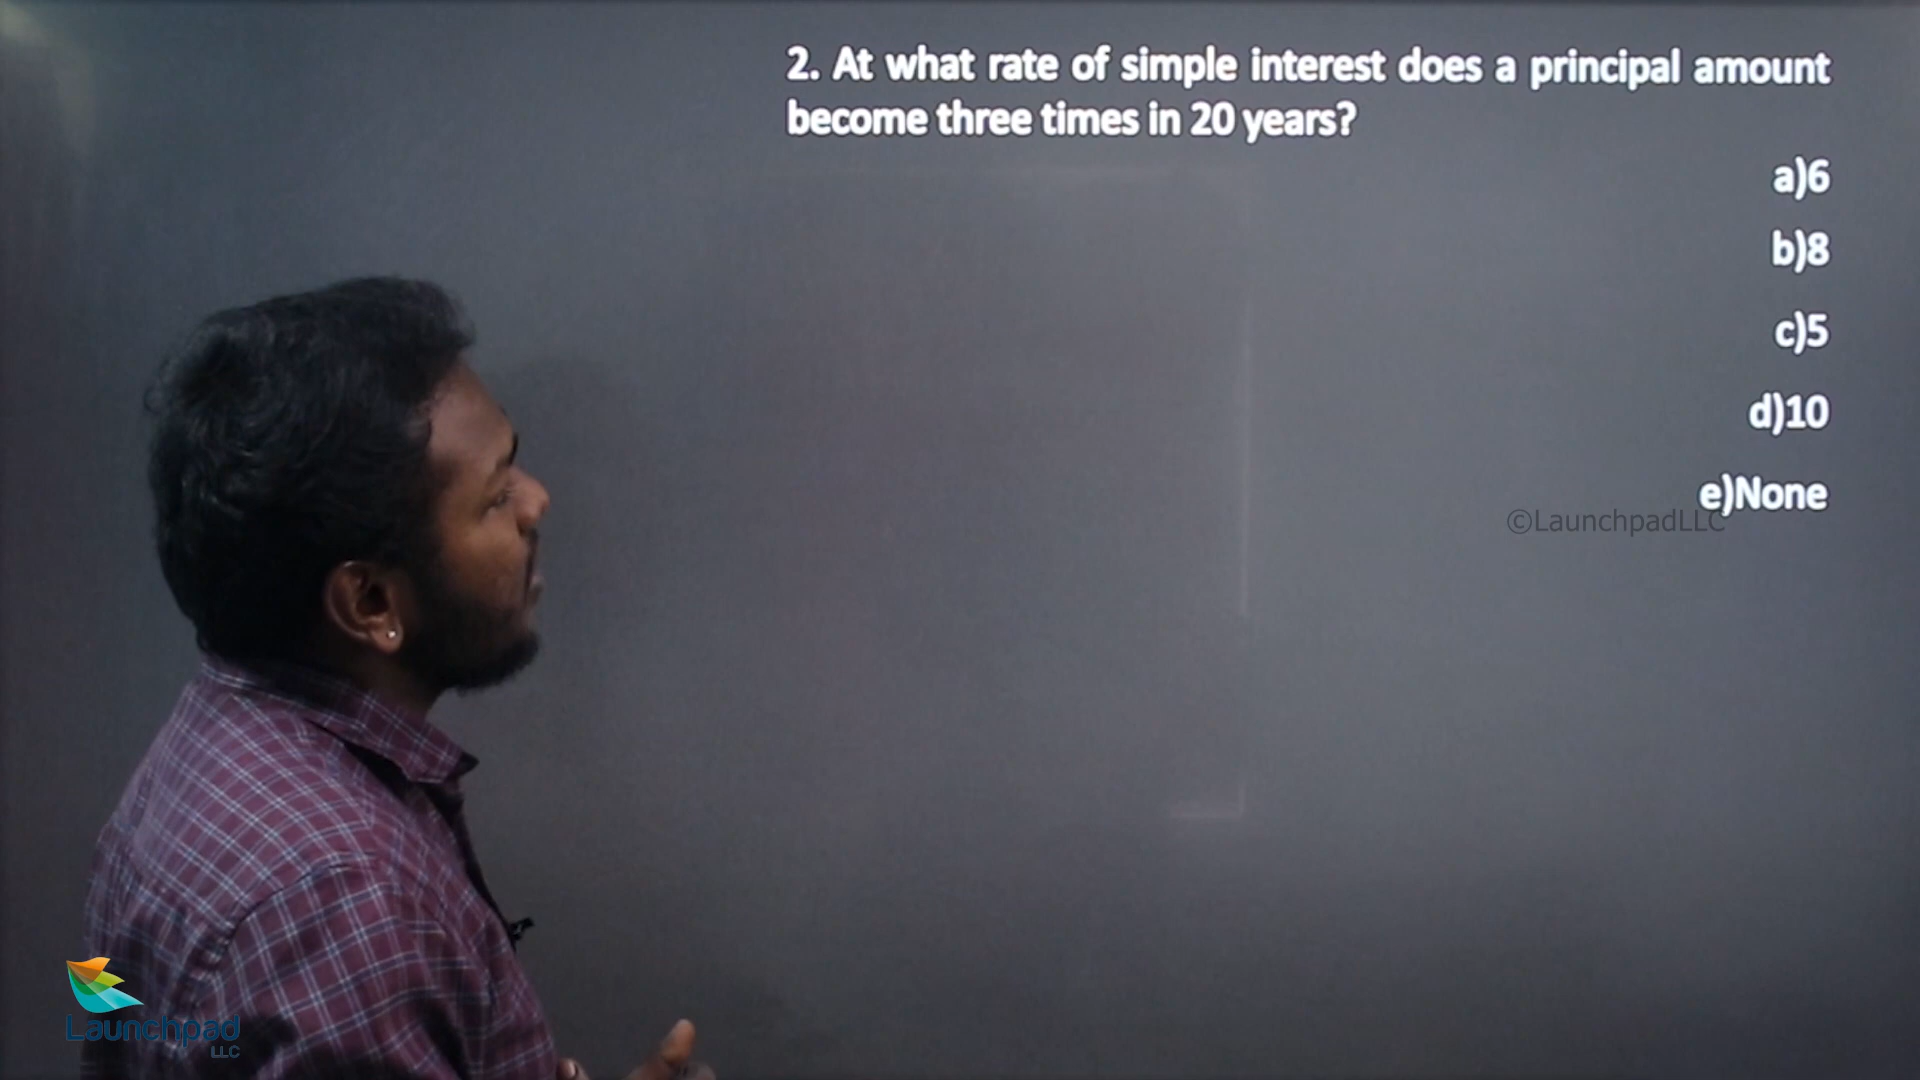 2. At what rate of simple interest does a principal amount
become three times in 20 years?
a)6
b)8
c)5
d)10
e)None
©LaunchpadLLC
Launchpad
LLC